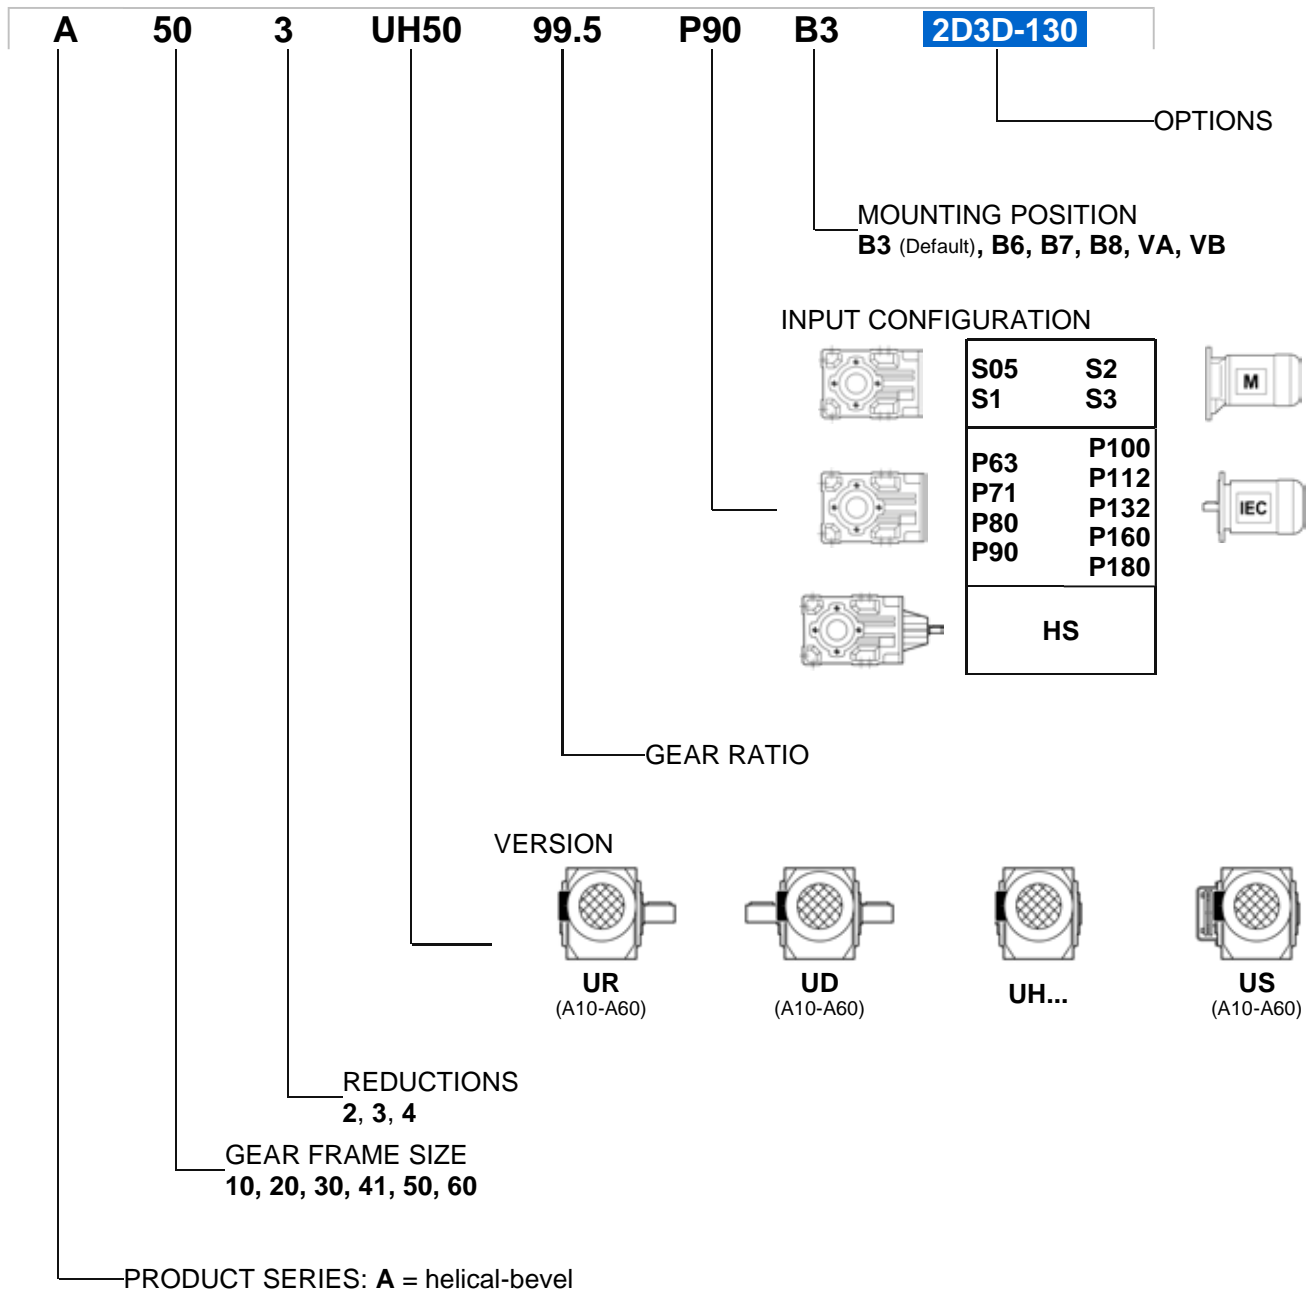 A 50 3 UH50 99.5 P90 B3 2D3D-130
OPTIONS
MOUNTING POSITION
B3 (Default), B6, B7, B8, VA, VB
INPUT CONFIGURATION
S05 S2
S1 S3
M
P63 P100
P71 P112
P80 P132
P90 P160
P180
IEC
HS
GEAR RATIO
VERSION
UR UD UH... US
(A10-A60) (A10-A60) (A10-A60)
REDUCTIONS
2, 3, 4
GEAR FRAME SIZE
10, 20, 30, 41, 50, 60
PRODUCT SERIES: A = helical-bevel